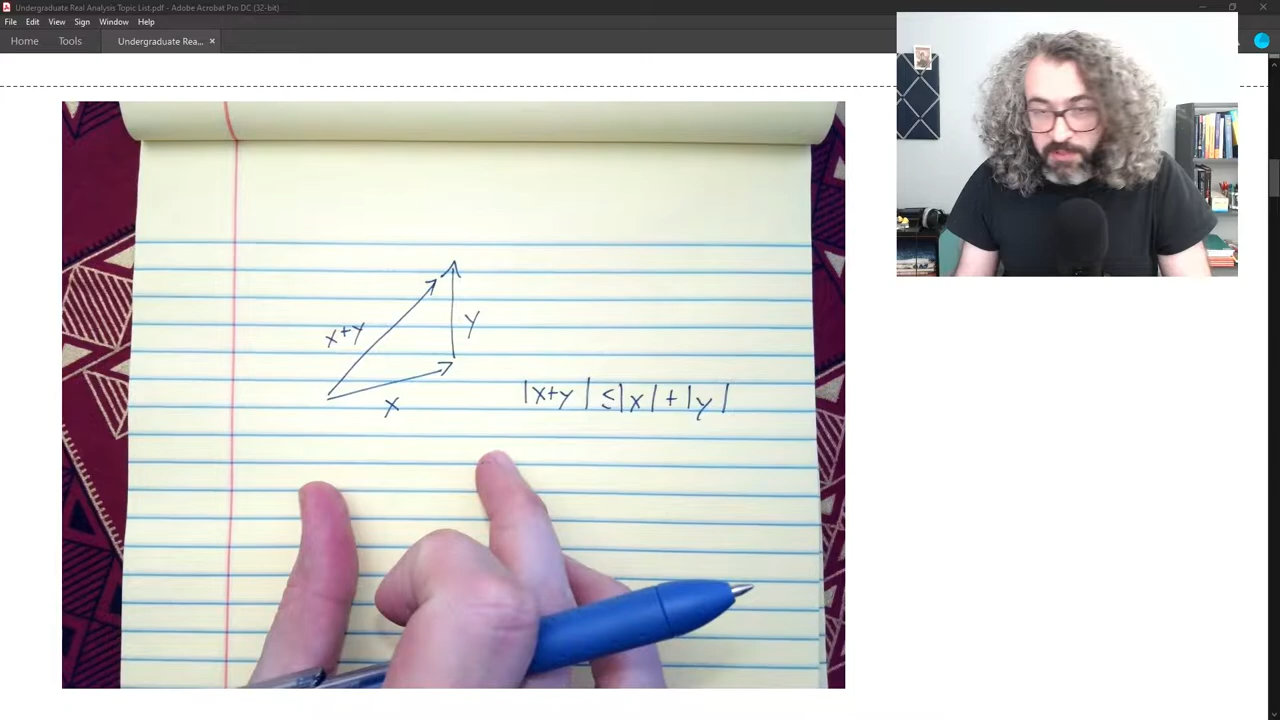 Undergraduate Real Analysis Topic List.pdf - Adobe Acrobat Pro DC (32-bit)
File Edit View Sign Window Help
Home Tools Undergraduate Rea... ×
x+y
y
x
|x+y| ≤ |x| + |y|